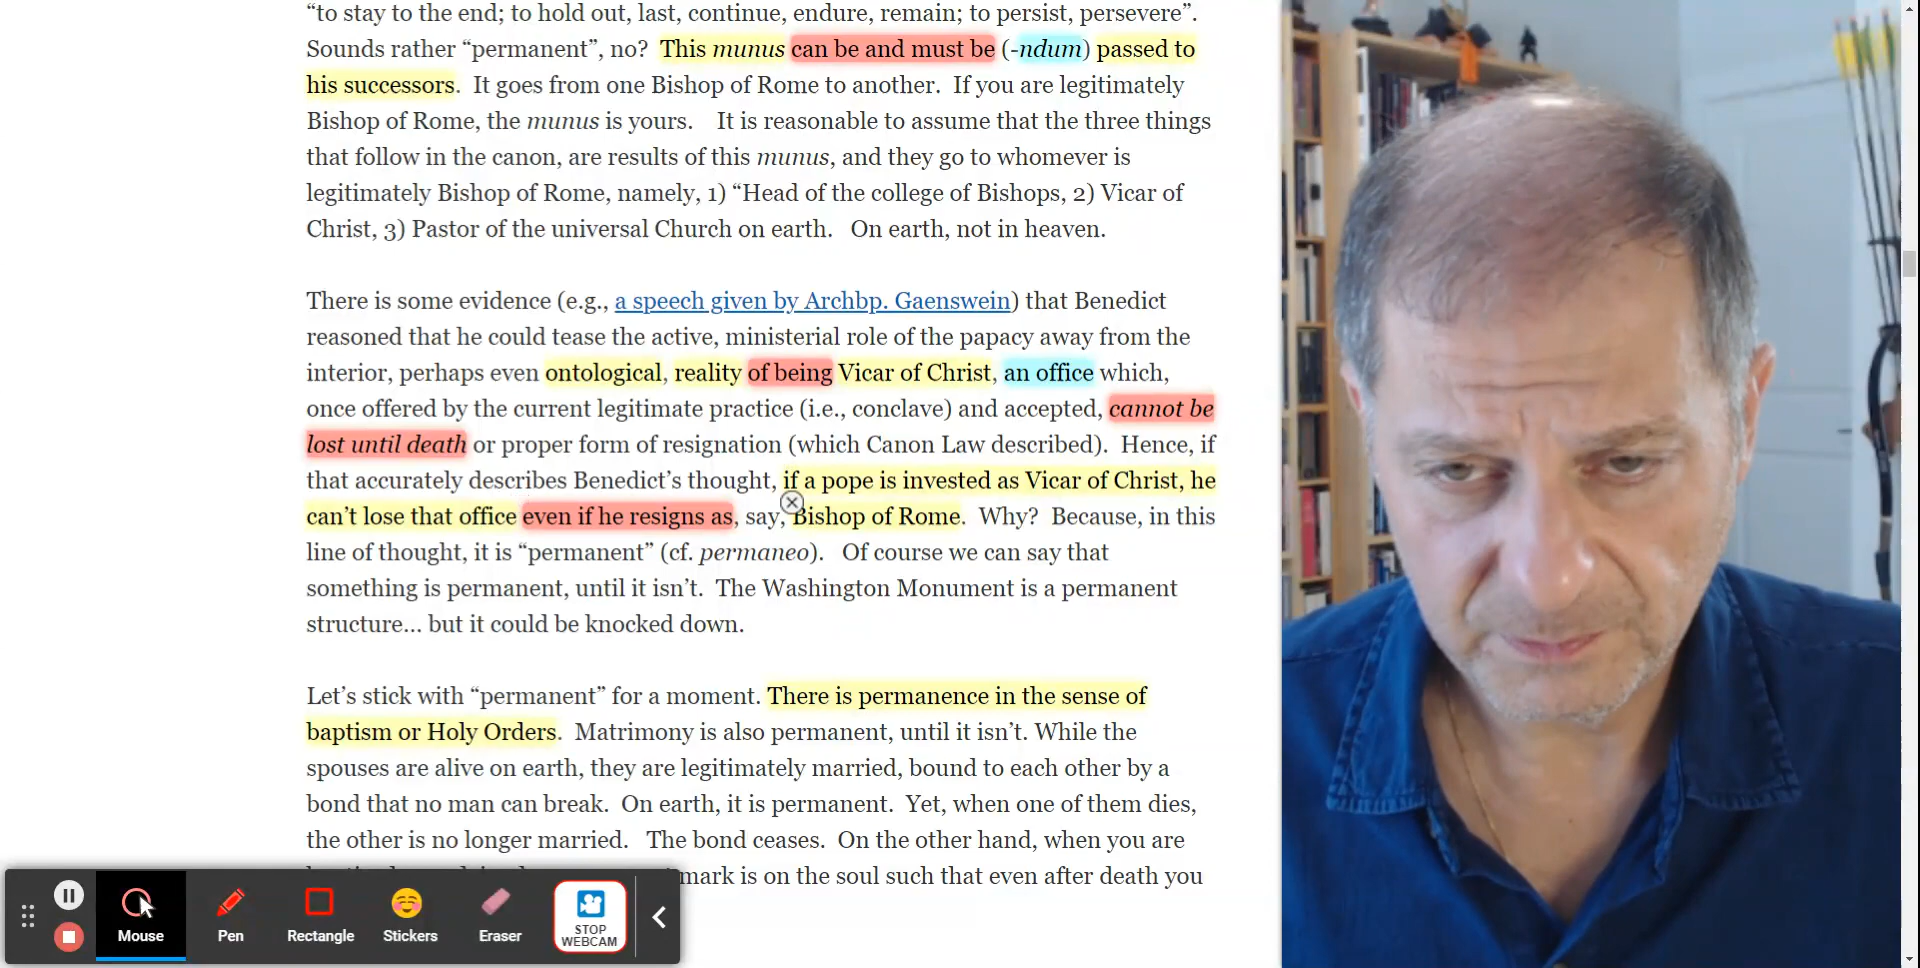 “to stay to the end; to hold out, last, continue, endure, remain; to persist, persevere”.
Sounds rather “permanent”, no?  This munus can be and must be (-ndum) passed to
his successors.  It goes from one Bishop of Rome to another.  If you are legitimately
Bishop of Rome, the munus is yours.    It is reasonable to assume that the three things
that follow in the canon, are results of this munus, and they go to whomever is
legitimately Bishop of Rome, namely, 1) “Head of the college of Bishops, 2) Vicar of
Christ, 3) Pastor of the universal Church on earth.   On earth, not in heaven.
There is some evidence (e.g., a speech given by Archbp. Gaenswein) that Benedict
reasoned that he could tease the active, ministerial role of the papacy away from the
interior, perhaps even ontological, reality of being Vicar of Christ, an office which,
once offered by the current legitimate practice (i.e., conclave) and accepted, cannot be
lost until death or proper form of resignation (which Canon Law described).  Hence, if
that accurately describes Benedict’s thought, if a pope is invested as Vicar of Christ, he
can’t lose that office even if he resigns as, say, Bishop of Rome.  Why?  Because, in this
line of thought, it is “permanent” (cf. permaneo).   Of course we can say that
something is permanent, until it isn’t.  The Washington Monument is a permanent
structure… but it could be knocked down.
Let’s stick with “permanent” for a moment. There is permanence in the sense of
baptism or Holy Orders.  Matrimony is also permanent, until it isn’t. While the
spouses are alive on earth, they are legitimately married, bound to each other by a
bond that no man can break.  On earth, it is permanent.  Yet, when one of them dies,
the other is no longer married.   The bond ceases.  On the other hand, when you are
mark is on the soul such that even after death you
Mouse
Pen
Rectangle
Stickers
Eraser
STOP
WEBCAM